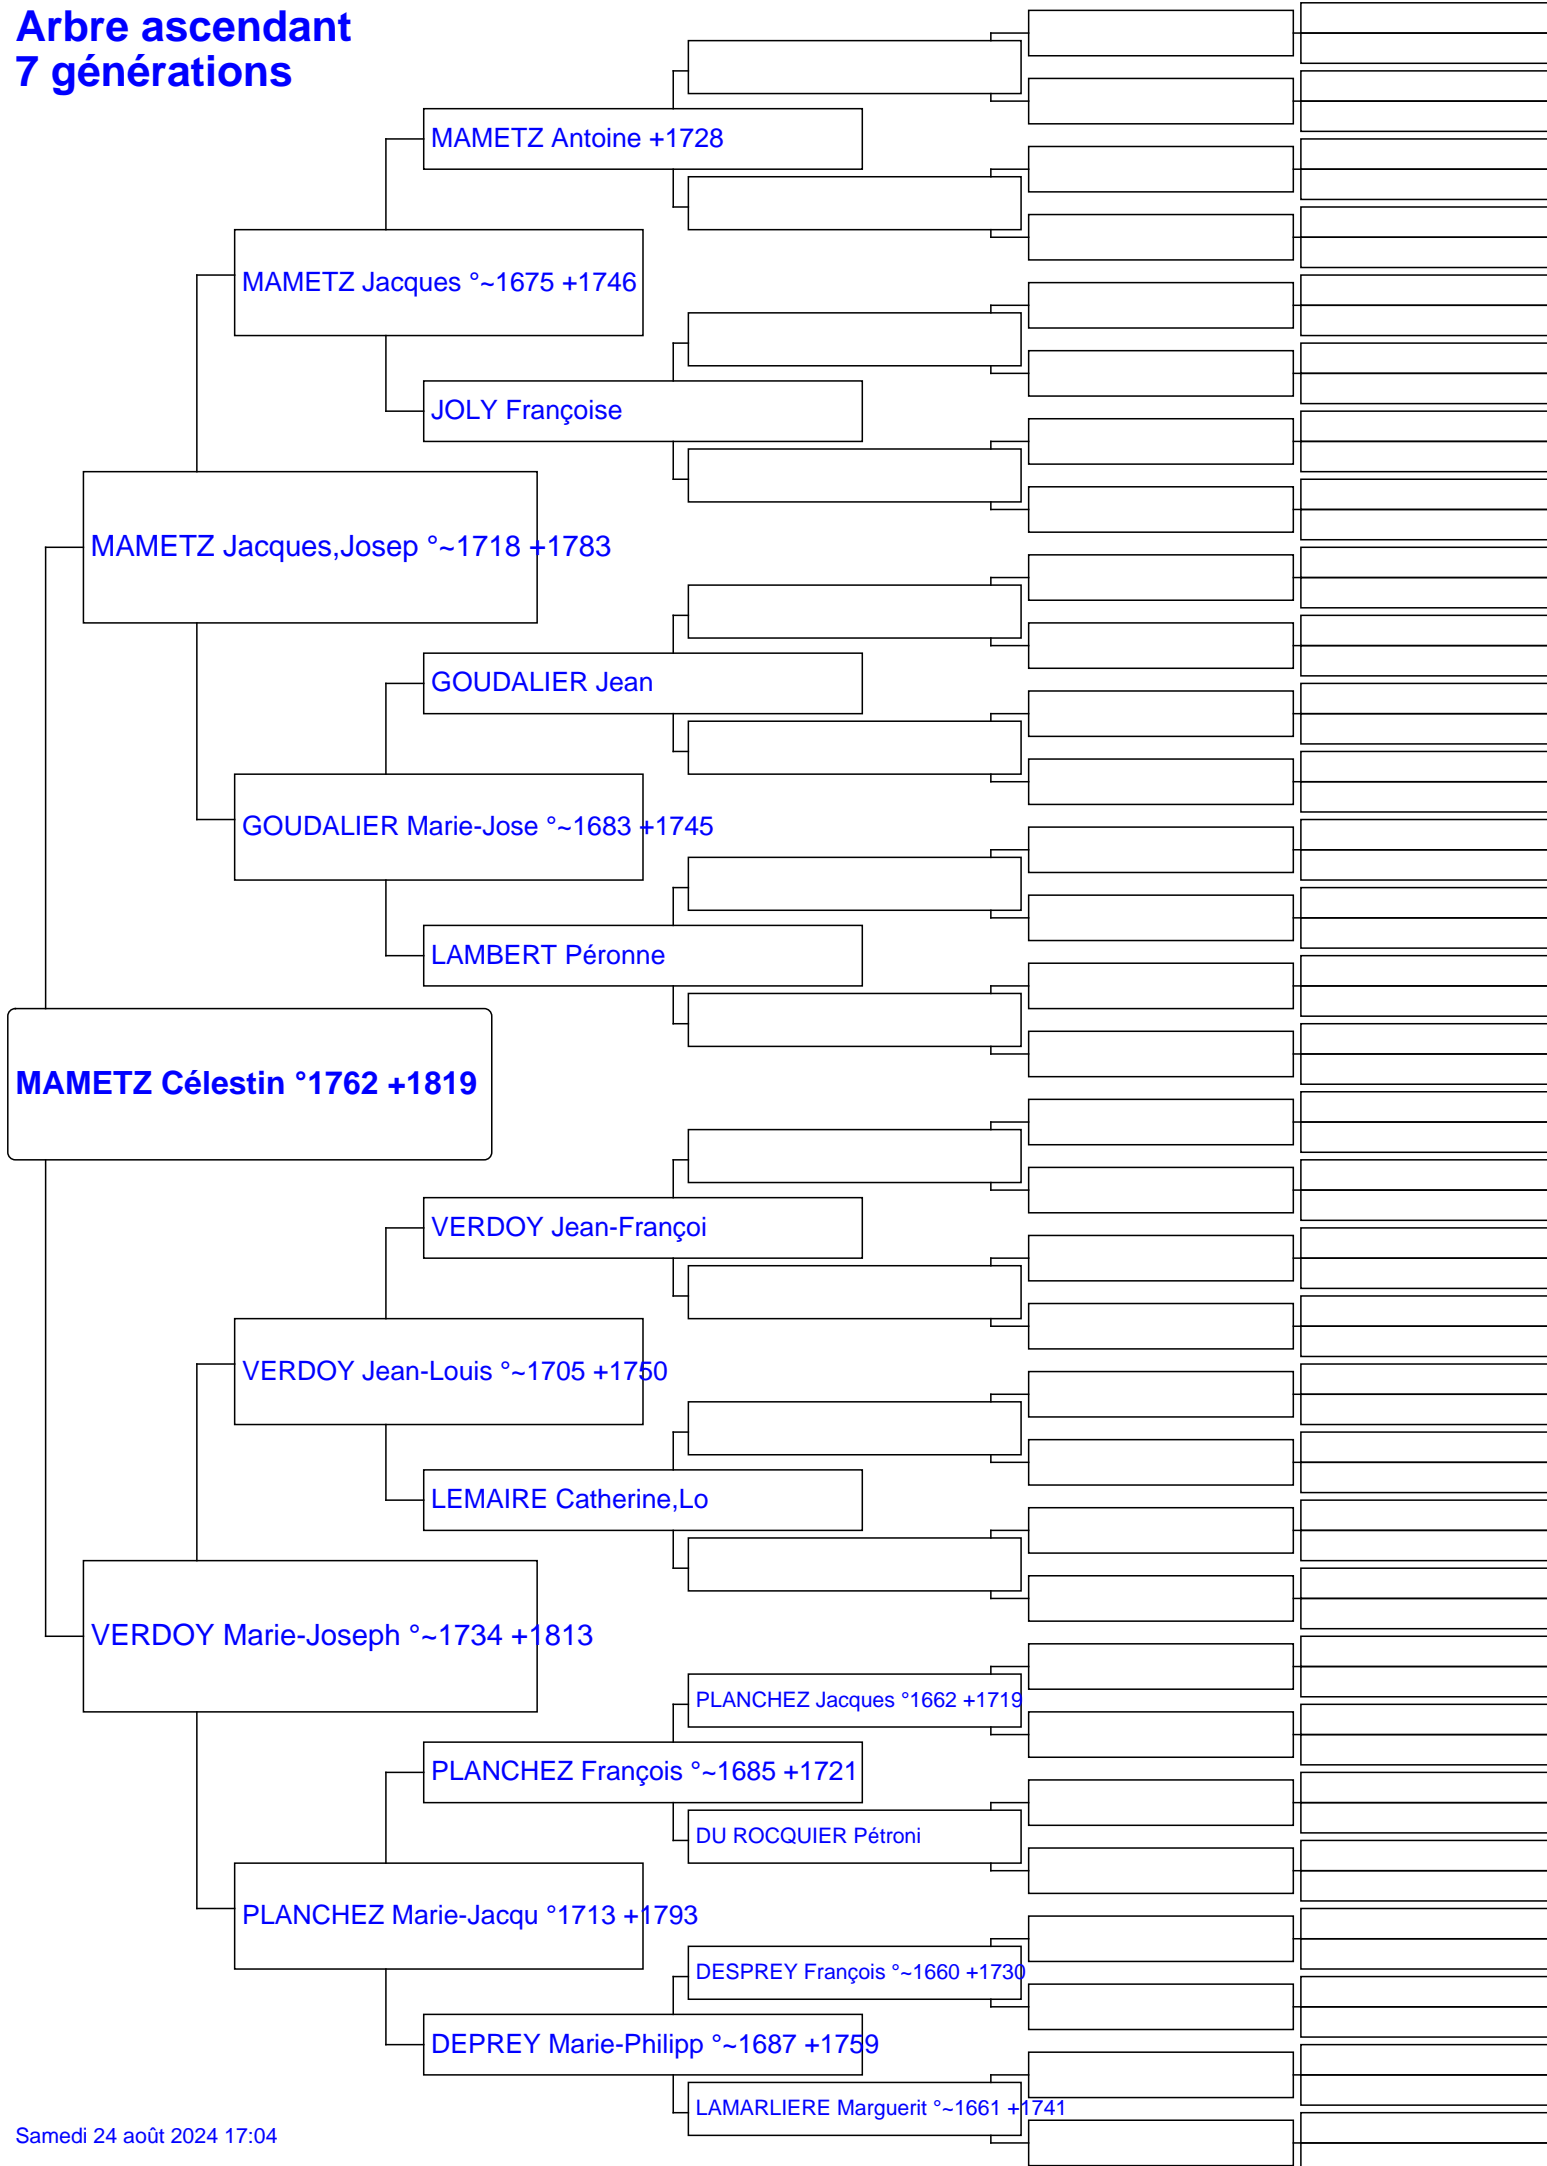 Arbre ascendant
7 générations
MAMETZ Antoine +1728
MAMETZ Jacques °~1675 +1746
JOLY Françoise
MAMETZ Jacques,Josep °~1718 +1783
GOUDALIER Jean
GOUDALIER Marie-Jose °~1683 +1745
LAMBERT Péronne
MAMETZ Célestin °1762 +1819
VERDOY Jean-Françoi
VERDOY Jean-Louis °~1705 +1750
LEMAIRE Catherine,Lo
VERDOY Marie-Joseph °~1734 +1813
PLANCHEZ Jacques °1662 +1719
PLANCHEZ François °~1685 +1721
DU ROCQUIER Pétroni
PLANCHEZ Marie-Jacqu °1713 +1793
DESPREY François °~1660 +1730
DEPREY Marie-Philipp °~1687 +1759
LAMARLIERE Marguerit °~1661 +1741
Samedi 24 août 2024 17:04